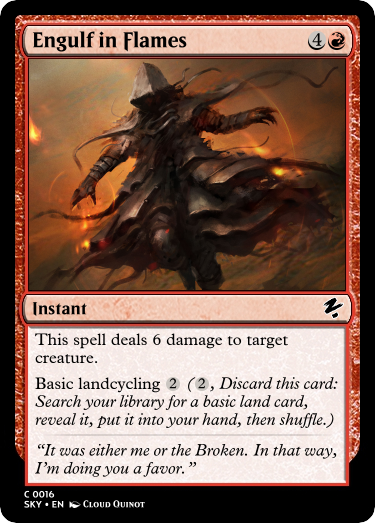 Engulf in Flames 4
Instant
This spell deals 6 damage to target
creature.
Basic landcycling 2 (2, Discard this card:
Search your library for a basic land card,
reveal it, put it into your hand, then shuffle.)
“It was either me or the Broken. In that way,
I’m doing you a favor.”
C 0016
SKY • EN Cloud Quinot